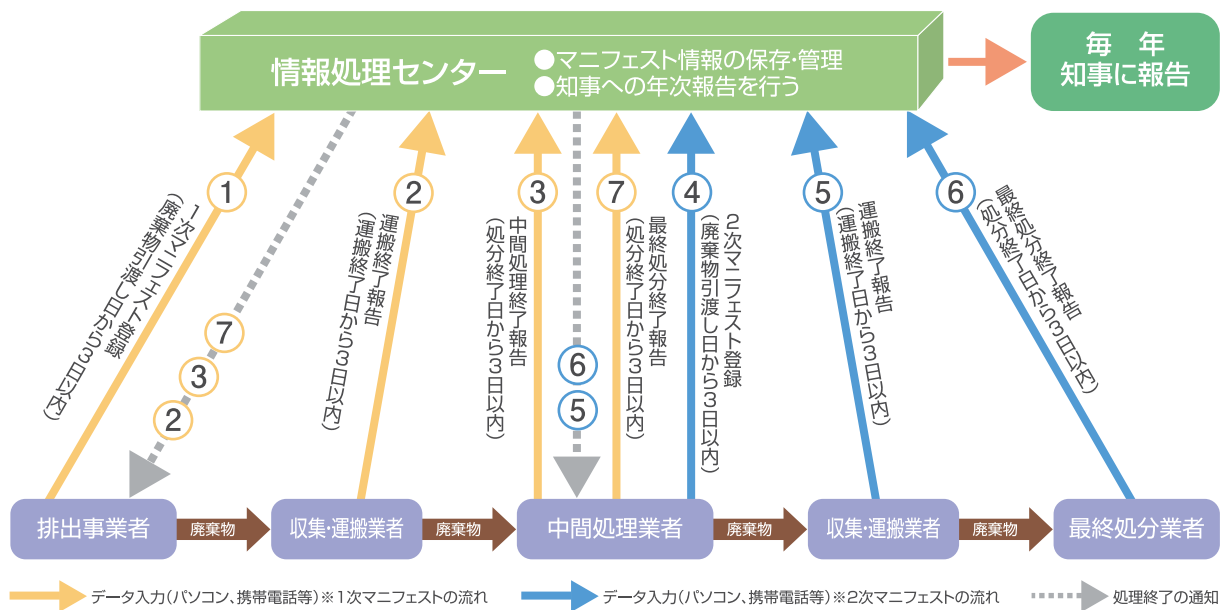 情報処理センター
●マニフェスト情報の保存・管理
●知事への年次報告を行う
毎　年
知事に報告
①
1次マニフェスト登録
(廃棄物引渡し日から3日以内)
②
運搬終了報告
(運搬終了日から3日以内)
③
中間処理終了報告
(処分終了日から3日以内)
⑦
最終処分終了報告
(処分終了日から3日以内)
④
2次マニフェスト登録
(廃棄物引渡し日から3日以内)
⑤
運搬終了報告
(運搬終了日から3日以内)
⑥
最終処分終了報告
(処分終了日から3日以内)
⑦
③
②
⑥
⑤
排出事業者
廃棄物
収集・運搬業者
廃棄物
中間処理業者
廃棄物
収集・運搬業者
廃棄物
最終処分業者
データ入力(パソコン、携帯電話等)※1次マニフェストの流れ
データ入力(パソコン、携帯電話等)※2次マニフェストの流れ
処理終了の通知